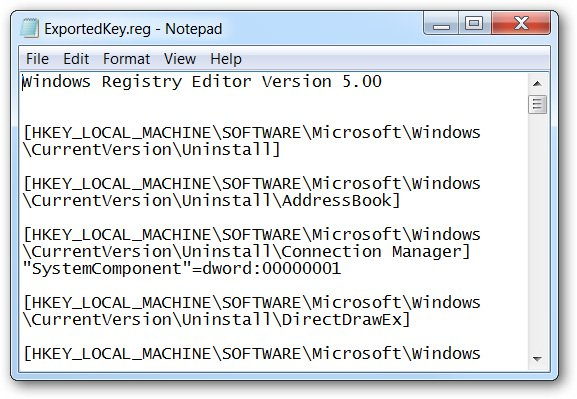 ExportedKey.reg - Notepad
File Edit Format View Help
Windows Registry Editor Version 5.00
[HKEY_LOCAL_MACHINE\SOFTWARE\Microsoft\Windows
\CurrentVersion\Uninstall]
[HKEY_LOCAL_MACHINE\SOFTWARE\Microsoft\Windows
\CurrentVersion\Uninstall\AddressBook]
[HKEY_LOCAL_MACHINE\SOFTWARE\Microsoft\Windows
\CurrentVersion\Uninstall\Connection Manager]
"SystemComponent"=dword:00000001
[HKEY_LOCAL_MACHINE\SOFTWARE\Microsoft\Windows
\CurrentVersion\Uninstall\DirectDrawEx]
[HKEY_LOCAL_MACHINE\SOFTWARE\Microsoft\Windows